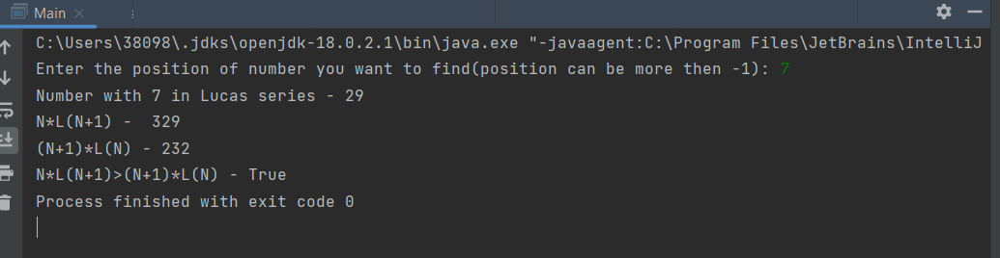 Main
C:\Users\38098\.jdks\openjdk-18.0.2.1\bin\java.exe "-javaagent:C:\Program Files\JetBrains\IntelliJ
Enter the position of number you want to find(position can be more then -1): 7
Number with 7 in Lucas series - 29
N*L(N+1) -  329
(N+1)*L(N) - 232
N*L(N+1)>(N+1)*L(N) - True
Process finished with exit code 0